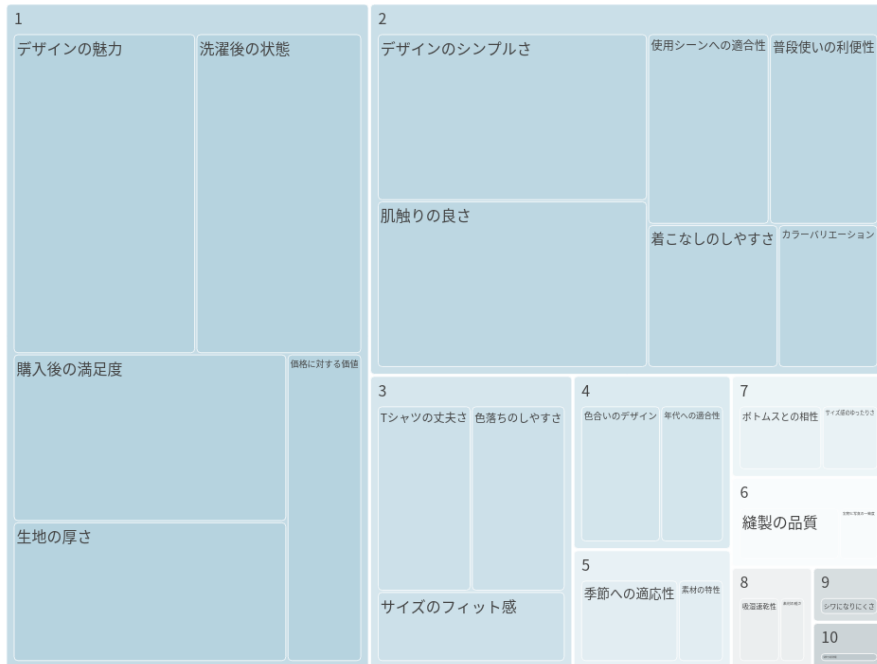 1
デザインの魅力
洗濯後の状態
購入後の満足度
価格に対する価値
生地の厚さ
2
デザインのシンプルさ
使用シーンへの適合性
普段使いの利便性
肌触りの良さ
着こなしのしやすさ
カラーバリエーション
3
Tシャツの丈夫さ
色落ちのしやすさ
サイズのフィット感
4
色合いのデザイン
年代への適合性
5
季節への適応性
素材の特性
7
ボトムスとの相性
サイズ感のゆったりさ
6
縫製の品質
8
吸湿速乾性
9
シワになりにくさ
10